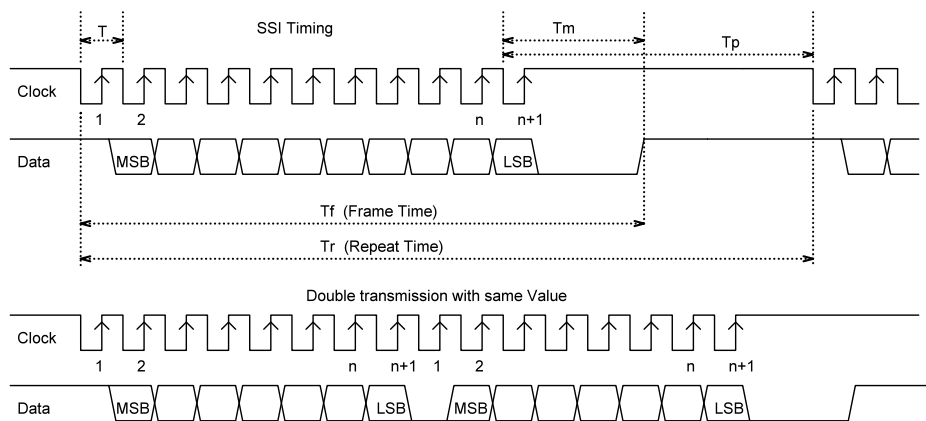 T SSI Timing Tm
Tp
Clock
1 2 n n+1
Data MSB LSB
Tf (Frame Time)
Tr (Repeat Time)
Double transmission with same Value
Clock
1 2 n n+1 1 2 n n+1
Data MSB LSB MSB LSB